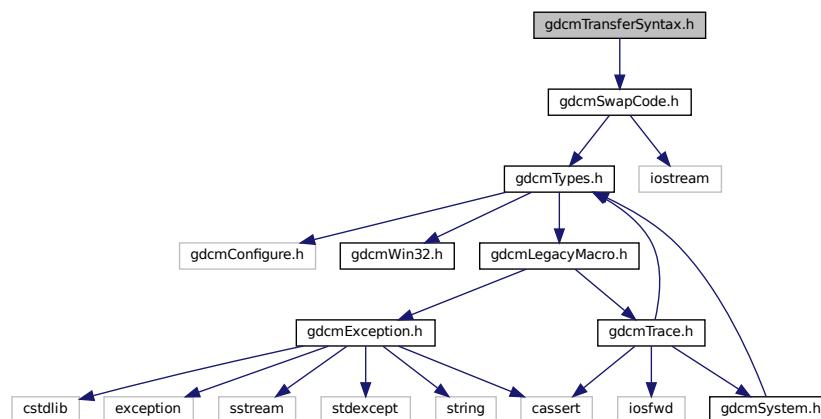 gdcmTransferSyntax.h
gdcmSwapCode.h
gdcmTypes.h
iostream
gdcmConfigure.h
gdcmWin32.h
gdcmLegacyMacro.h
gdcmException.h
gdcmTrace.h
cstdlib
exception
sstream
stdexcept
string
cassert
iosfwd
gdcmSystem.h